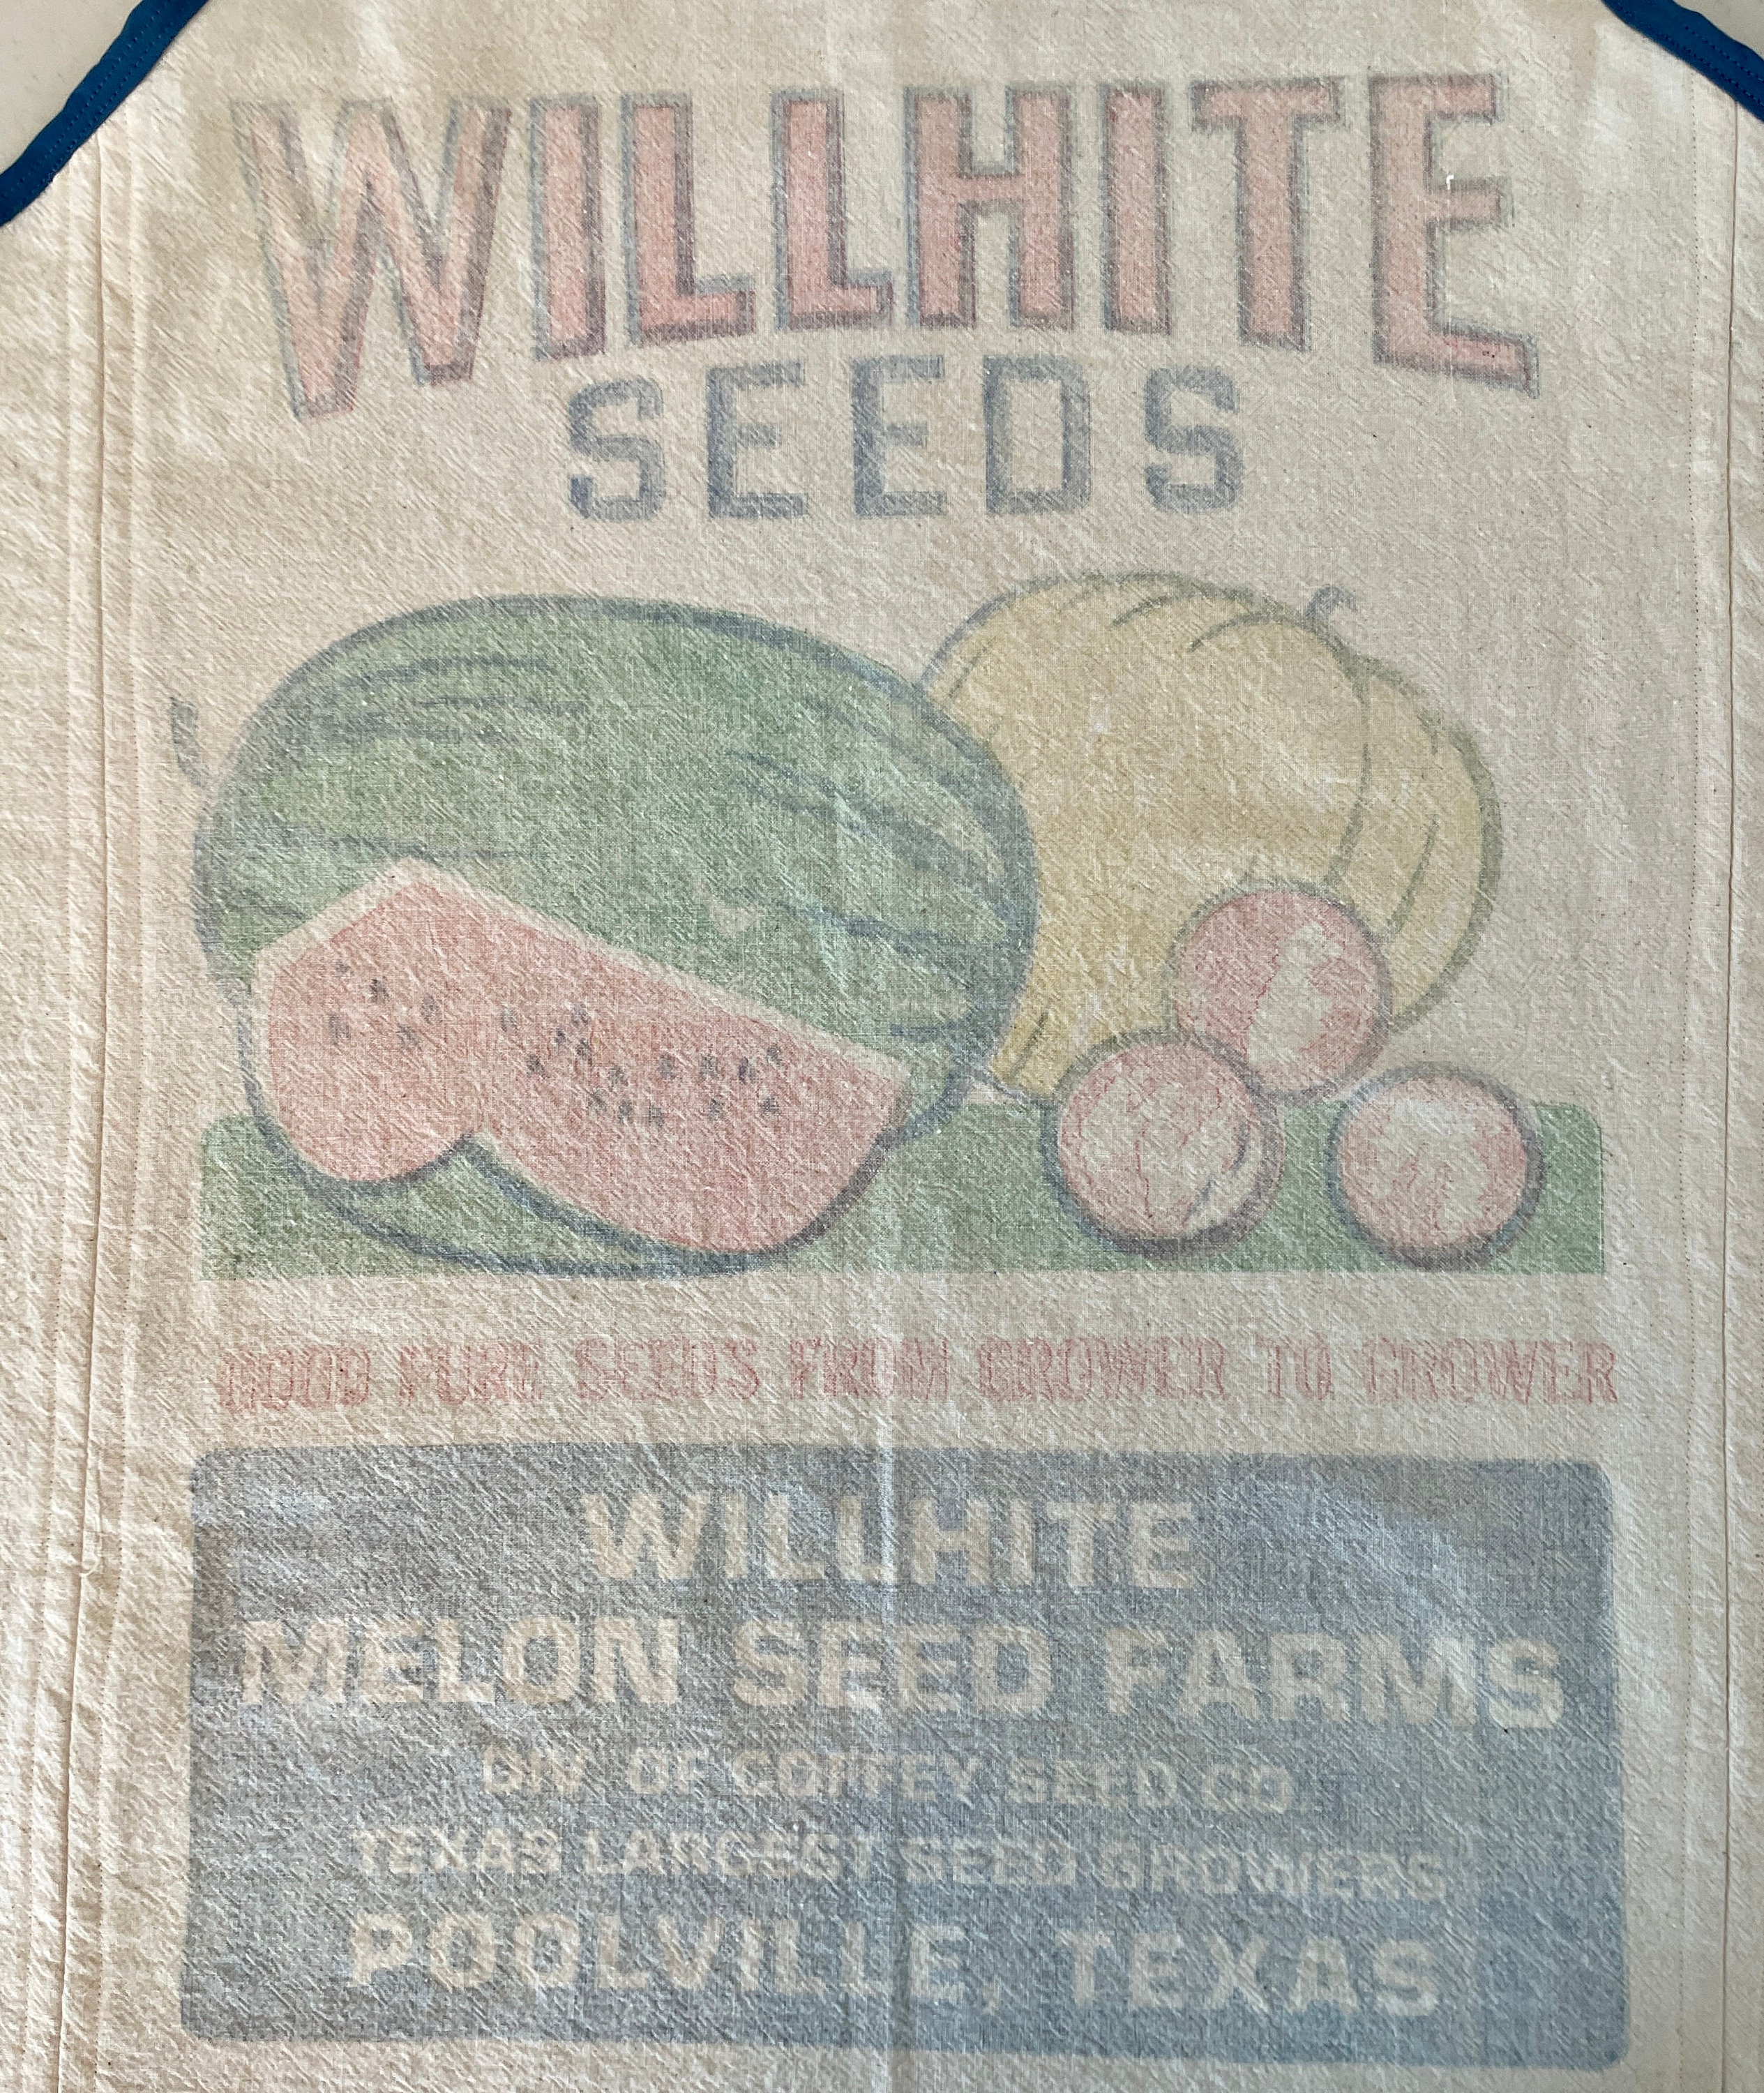 WILLHITE
SEEDS
GOOD PURE SEEDS FROM GROWER TO GROWER
WILLHITE
MELON SEED FARMS
DIV OF COFFEY SEED CO
TEXAS LARGEST SEED GROWERS
POOLVILLE, TEXAS